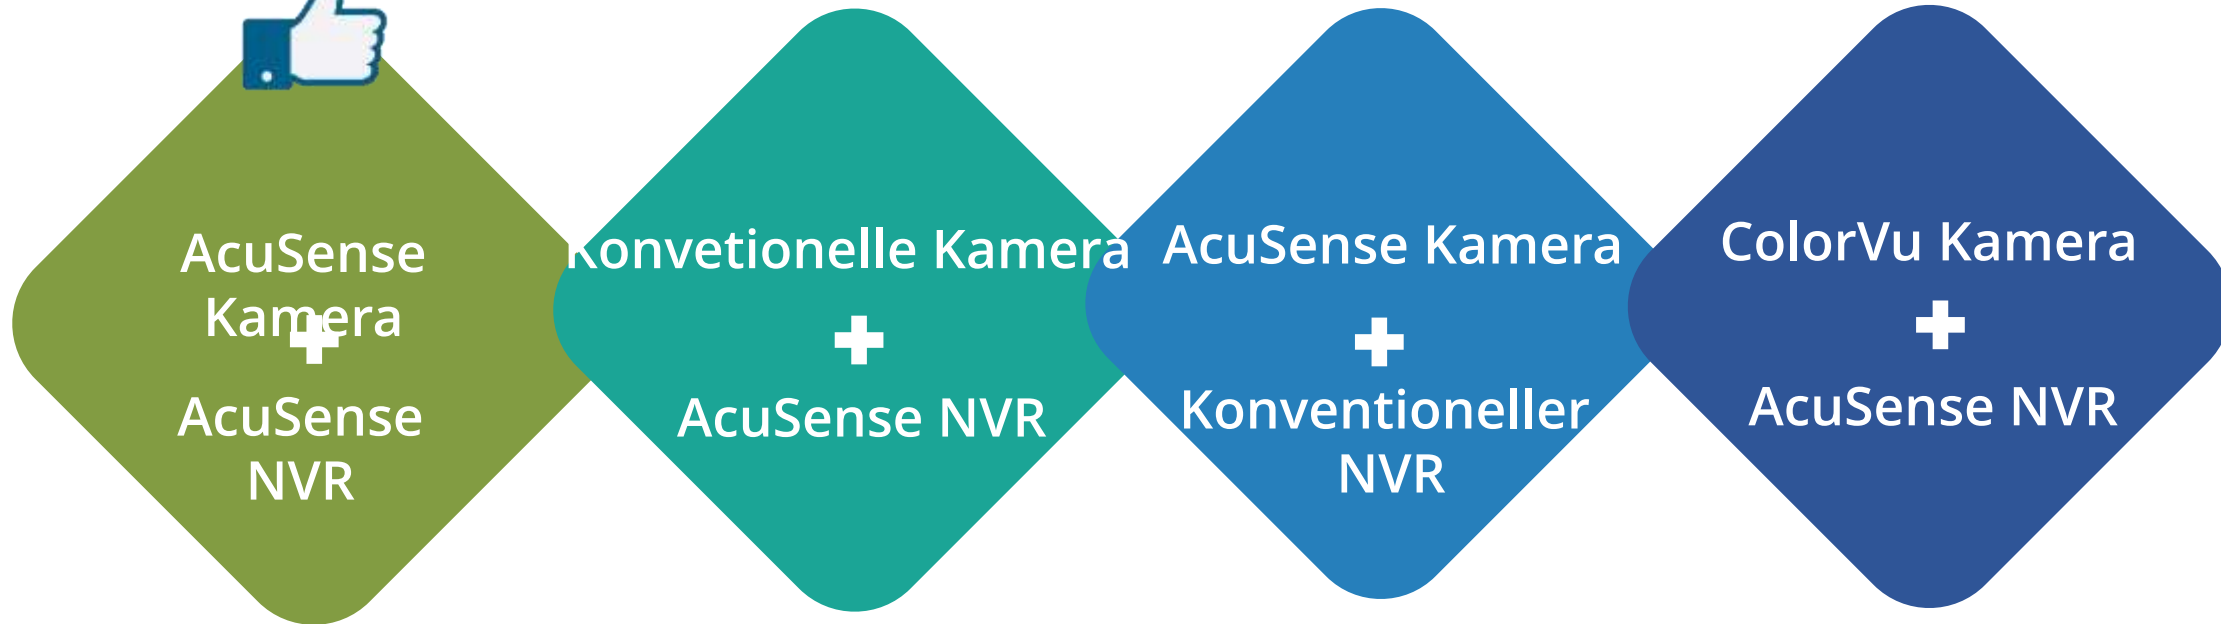 AcuSense
Kamera
AcuSense
NVR
Konvetionelle Kamera
AcuSense NVR
AcuSense Kamera
Konventioneller
NVR
ColorVu Kamera
AcuSense NVR